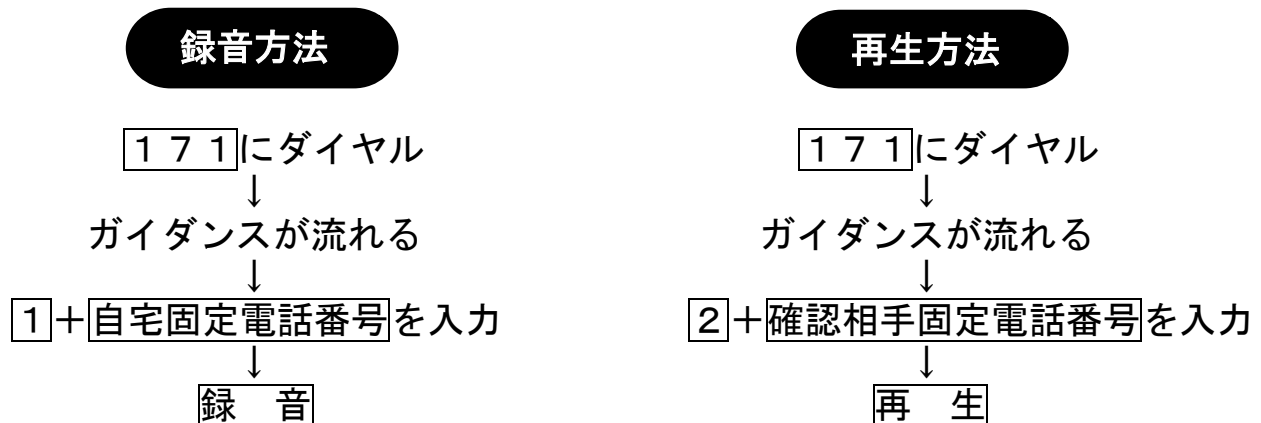 録音方法
１７１にダイヤル
↓
ガイダンスが流れる
↓
１＋自宅固定電話番号を入力
↓
録　音
再生方法
１７１にダイヤル
↓
ガイダンスが流れる
↓
２＋確認相手固定電話番号を入力
↓
再　生